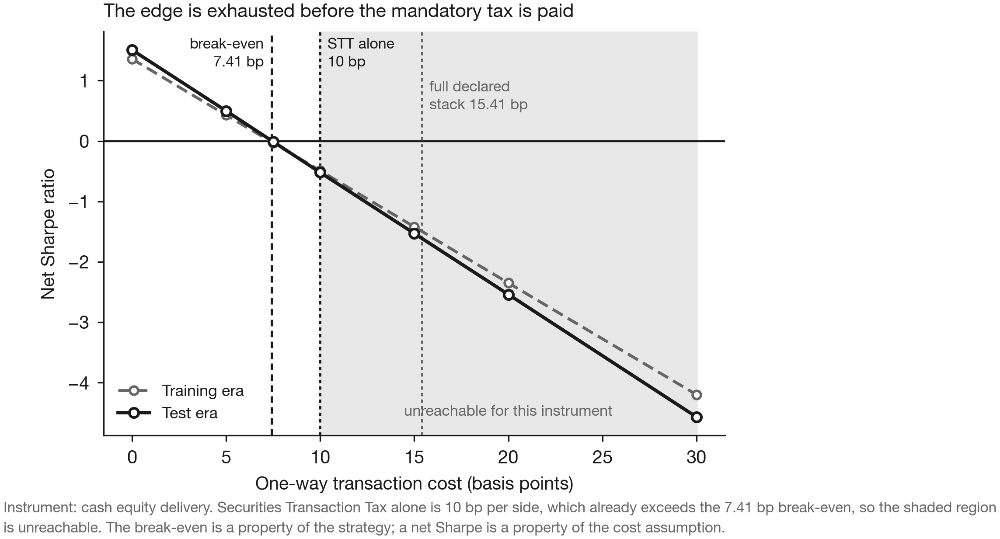 The edge is exhausted before the mandatory tax is paid
break-even
7.41 bp
STT alone
10 bp
full declared
stack 15.41 bp
1
0
−1
−2
−3
−4
Net Sharpe ratio
Training era
Test era
unreachable for this instrument
0 5 10 15 20 25 30
One-way transaction cost (basis points)
Instrument: cash equity delivery. Securities Transaction Tax alone is 10 bp per side, which already exceeds the 7.41 bp break-even, so the shaded region
is unreachable. The break-even is a property of the strategy; a net Sharpe is a property of the cost assumption.